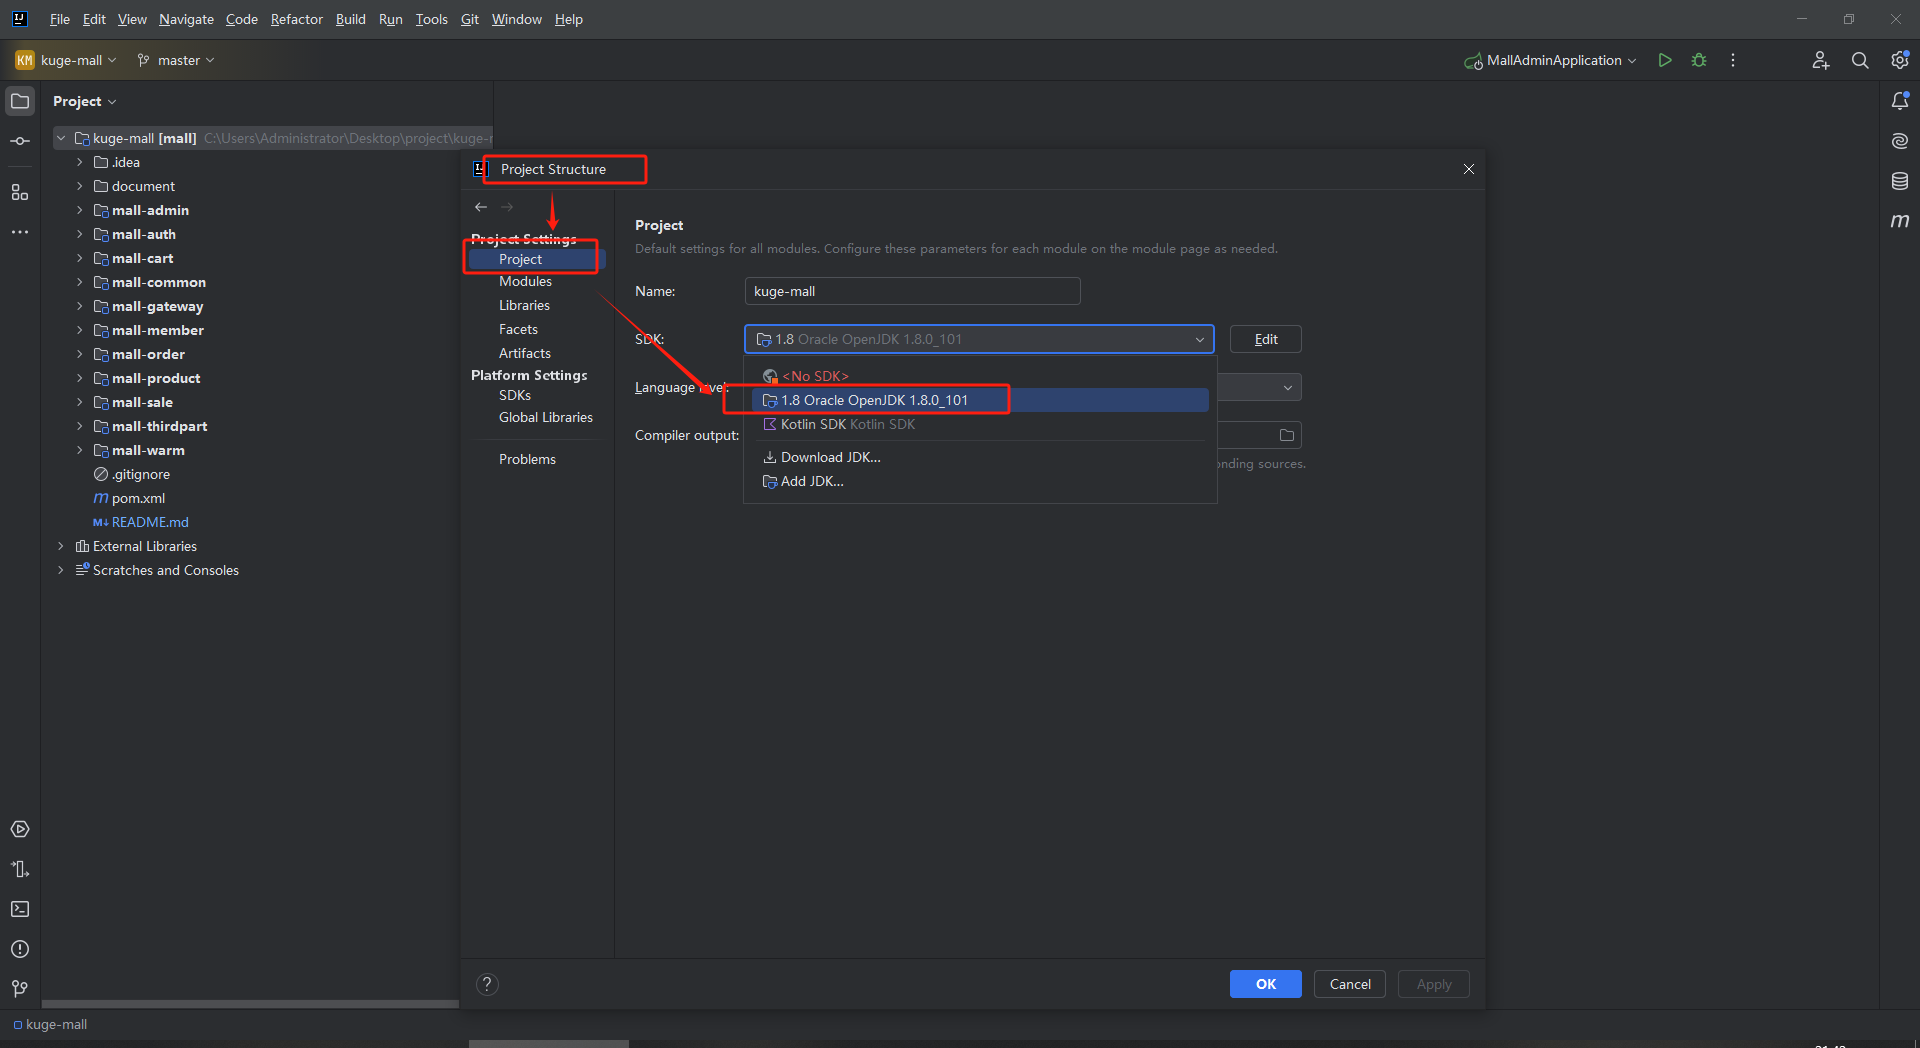 File Edit View Navigate Code Refactor Build Run Tools Git Window Help
KM kuge-mall master MallAdminApplication
Project
kuge-mall [mall] C:\Users\Administrator\Desktop\project\kuge-
.idea
document
mall-admin
mall-auth
mall-cart
mall-common
mall-gateway
mall-member
mall-order
mall-product
mall-sale
mall-thirdpart
mall-warm
.gitignore
m pom.xml
M↓ README.md
External Libraries
Scratches and Consoles
Project Structure
Project Settings
Project
Modules
Libraries
Facets
Artifacts
Platform Settings
SDKs
Global Libraries
Problems
Project
Default settings for all modules. Configure these parameters for each module on the module page as needed.
Name: kuge-mall
SDK: 1.8 Oracle OpenJDK 1.8.0_101 Edit
<No SDK>
Language level:
1.8 Oracle OpenJDK 1.8.0_101
Kotlin SDK Kotlin SDK
Compiler output:
Download JDK...
onding sources.
Add JDK...
? OK Cancel Apply
kuge-mall